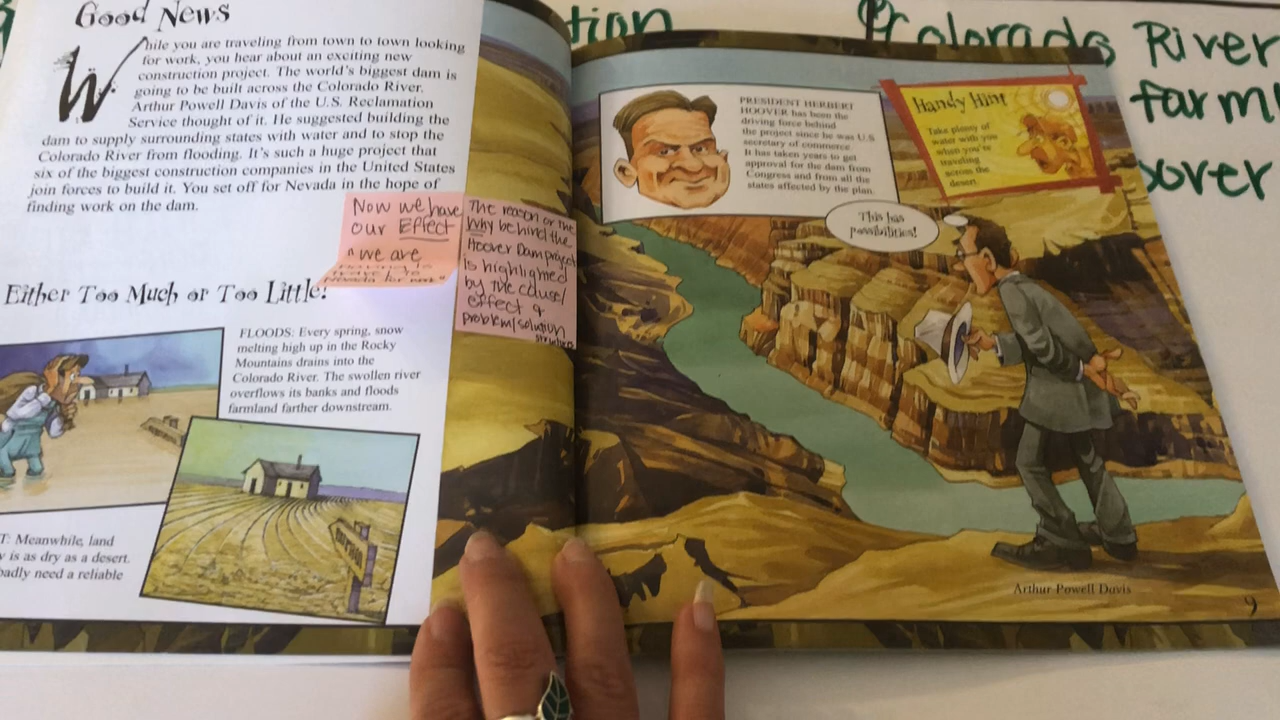 Good News
While you are traveling from town to town looking
for work, you hear about an exciting new
construction project. The world's biggest dam is
going to be built across the Colorado River.
Arthur Powell Davis of the U.S. Reclamation
Service thought of it. He suggested building the
dam to supply surrounding states with water and to stop the
Colorado River from flooding. It's such a huge project that
six of the biggest construction companies in the United States
join forces to build it. You set off for Nevada in the hope of
finding work on the dam.
Now we have
our Effect
"we are
The reason or the
Why behind the
Hoover Dam project
is highlighted
by the cause/
effect &
problem/solution
structure
Either Too Much or Too Little!
FLOODS: Every spring, snow
melting high up in the Rocky
Mountains drains into the
Colorado River. The swollen river
overflows its banks and floods
farmland farther downstream.
T: Meanwhile, land
y is as dry as a desert.
badly need a reliable
PRESIDENT HERBERT
HOOVER has been the
driving force behind
the project since he was U.S
secretary of commerce
It has taken years to get
approval for the dam from
Congress and from all the
states affected by the plan.
Handy Hint
Take plenty of
water with you
when you're
traveling
across the
desert.
This has
possibilities!
Arthur Powell Davis
9
tion
Colorado River
farm
oover